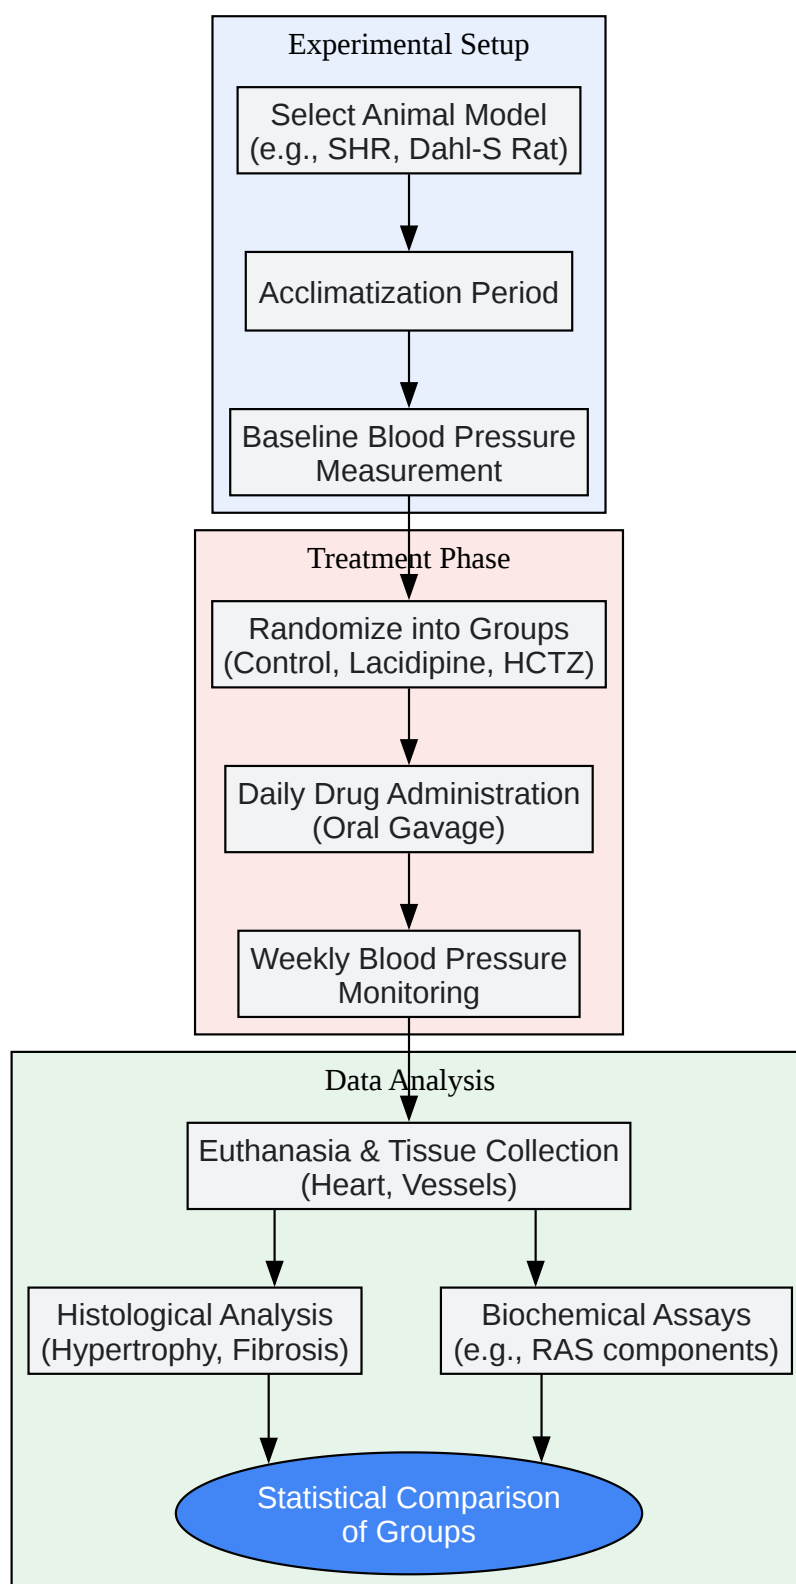 Experimental Setup
Select Animal Model
(e.g., SHR, Dahl-S Rat)
Acclimatization Period
Baseline Blood Pressure
Measurement
Treatment Phase
Randomize into Groups
(Control, Lacidipine, HCTZ)
Daily Drug Administration
(Oral Gavage)
Weekly Blood Pressure
Monitoring
Data Analysis
Euthanasia & Tissue Collection
(Heart, Vessels)
Histological Analysis
(Hypertrophy, Fibrosis)
Biochemical Assays
(e.g., RAS components)
Statistical Comparison
of Groups